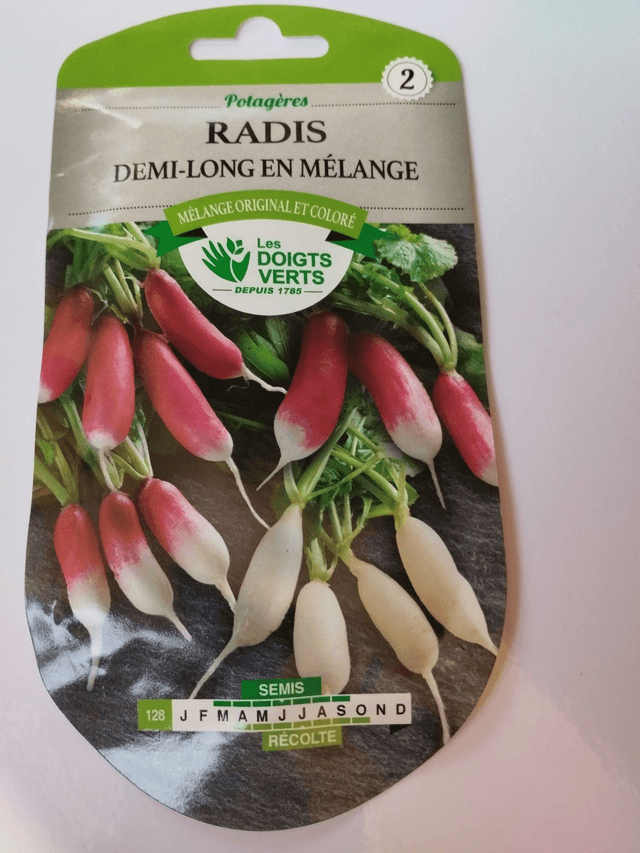 2
Potagères
RADIS
DEMI-LONG EN MÉLANGE
MÉLANGE ORIGINAL ET COLORÉ
Les
DOIGTS
VERTS
DEPUIS 1785
SEMIS
128 J F M A M J J A S O N D
RÉCOLTE